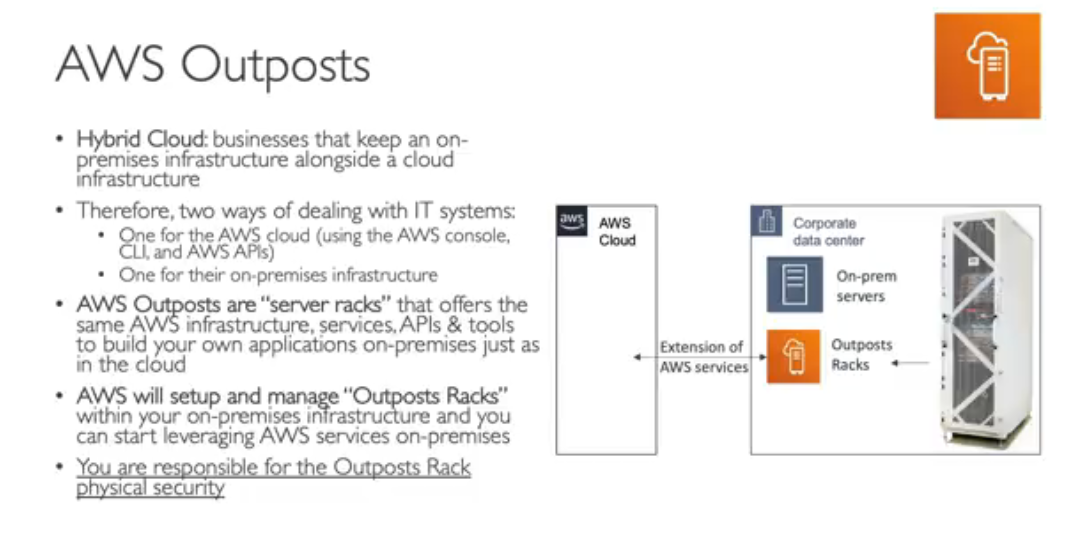 AWS Outposts
• Hybrid Cloud: businesses that keep an on-
premises infrastructure alongside a cloud
infrastructure
• Therefore, two ways of dealing with IT systems:
• One for the AWS cloud (using the AWS console,
CLI, and AWS APIs)
• One for their on-premises infrastructure
• AWS Outposts are “server racks” that offers the
same AWS infrastructure, services, APIs & tools
to build your own applications on-premises just as
in the cloud
• AWS will setup and manage “Outposts Racks”
within your on-premises infrastructure and you
can start leveraging AWS services on-premises
• You are responsible for the Outposts Rack
physical security
aws
AWS
Cloud
Extension of
AWS services
Corporate
data center
On-prem
servers
Outposts
Racks